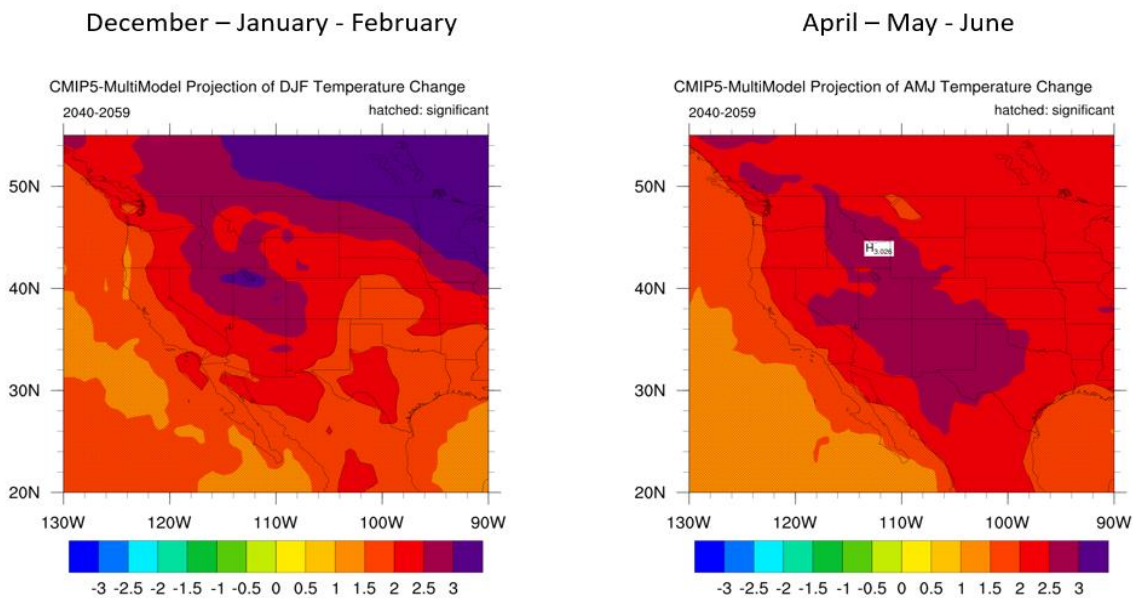 December – January - February
CMIP5-MultiModel Projection of DJF Temperature Change
2040-2059 hatched: significant
50N
40N
30N
20N
130W 120W 110W 100W 90W
-3 -2.5 -2 -1.5 -1 -0.5 0 0.5 1 1.5 2 2.5 3
April – May - June
CMIP5-MultiModel Projection of AMJ Temperature Change
2040-2059 hatched: significant
50N
H3.026
40N
30N
20N
130W 120W 110W 100W 90W
-3 -2.5 -2 -1.5 -1 -0.5 0 0.5 1 1.5 2 2.5 3